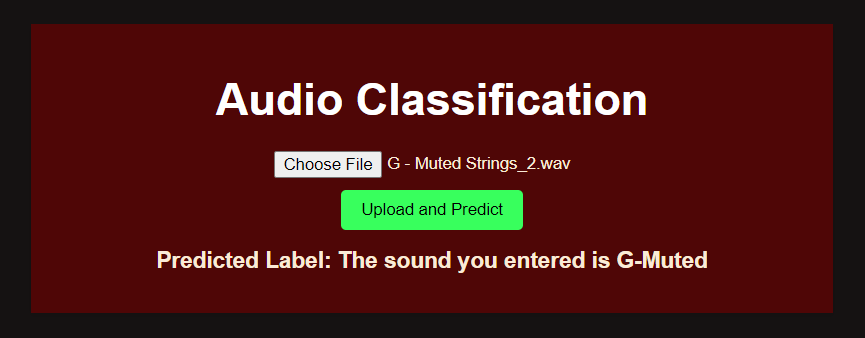 Audio Classification
Choose File G - Muted Strings_2.wav
Upload and Predict
Predicted Label: The sound you entered is G-Muted